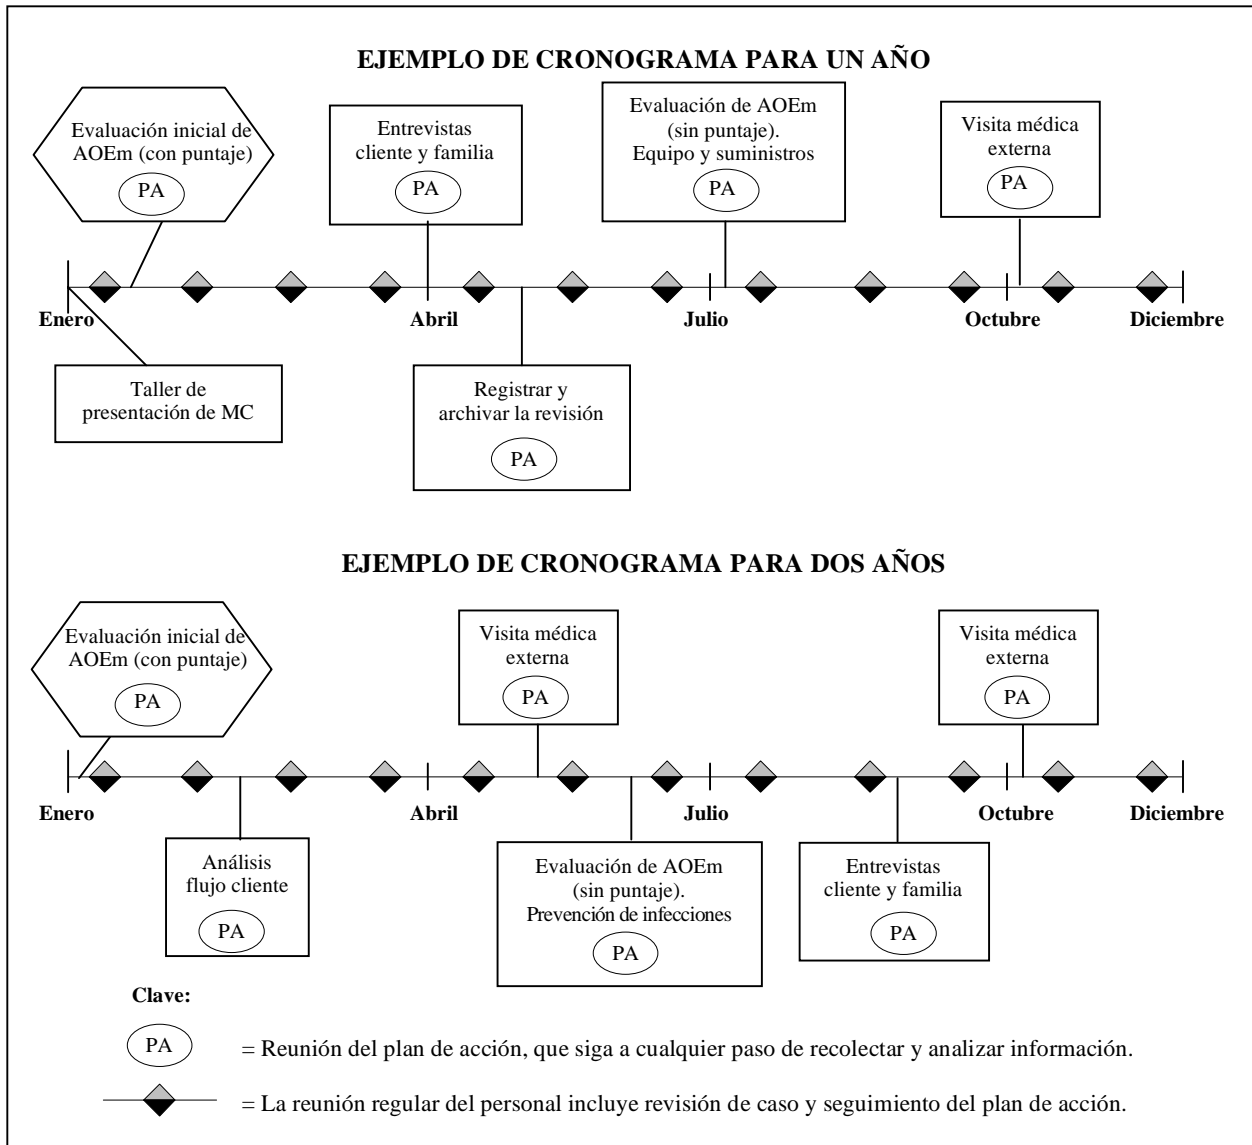 EJEMPLO DE CRONOGRAMA PARA UN AÑO
Evaluación inicial de
AOEm (con puntaje)
PA
Entrevistas
cliente y familia
PA
Evaluación de AOEm
(sin puntaje).
Equipo y suministros
PA
Visita médica
externa
PA
Enero
Abril
Julio
Octubre
Diciembre
Taller de
presentación de MC
Registrar y
archivar la revisión
PA
EJEMPLO DE CRONOGRAMA PARA DOS AÑOS
Evaluación inicial de
AOEm (con puntaje)
PA
Visita médica
externa
PA
Visita médica
externa
PA
Enero
Abril
Julio
Octubre
Diciembre
Análisis
flujo cliente
PA
Evaluación de AOEm
(sin puntaje).
Prevención de infecciones
PA
Entrevistas
cliente y familia
PA
Clave:
PA = Reunión del plan de acción, que siga a cualquier paso de recolectar y analizar información.
= La reunión regular del personal incluye revisión de caso y seguimiento del plan de acción.